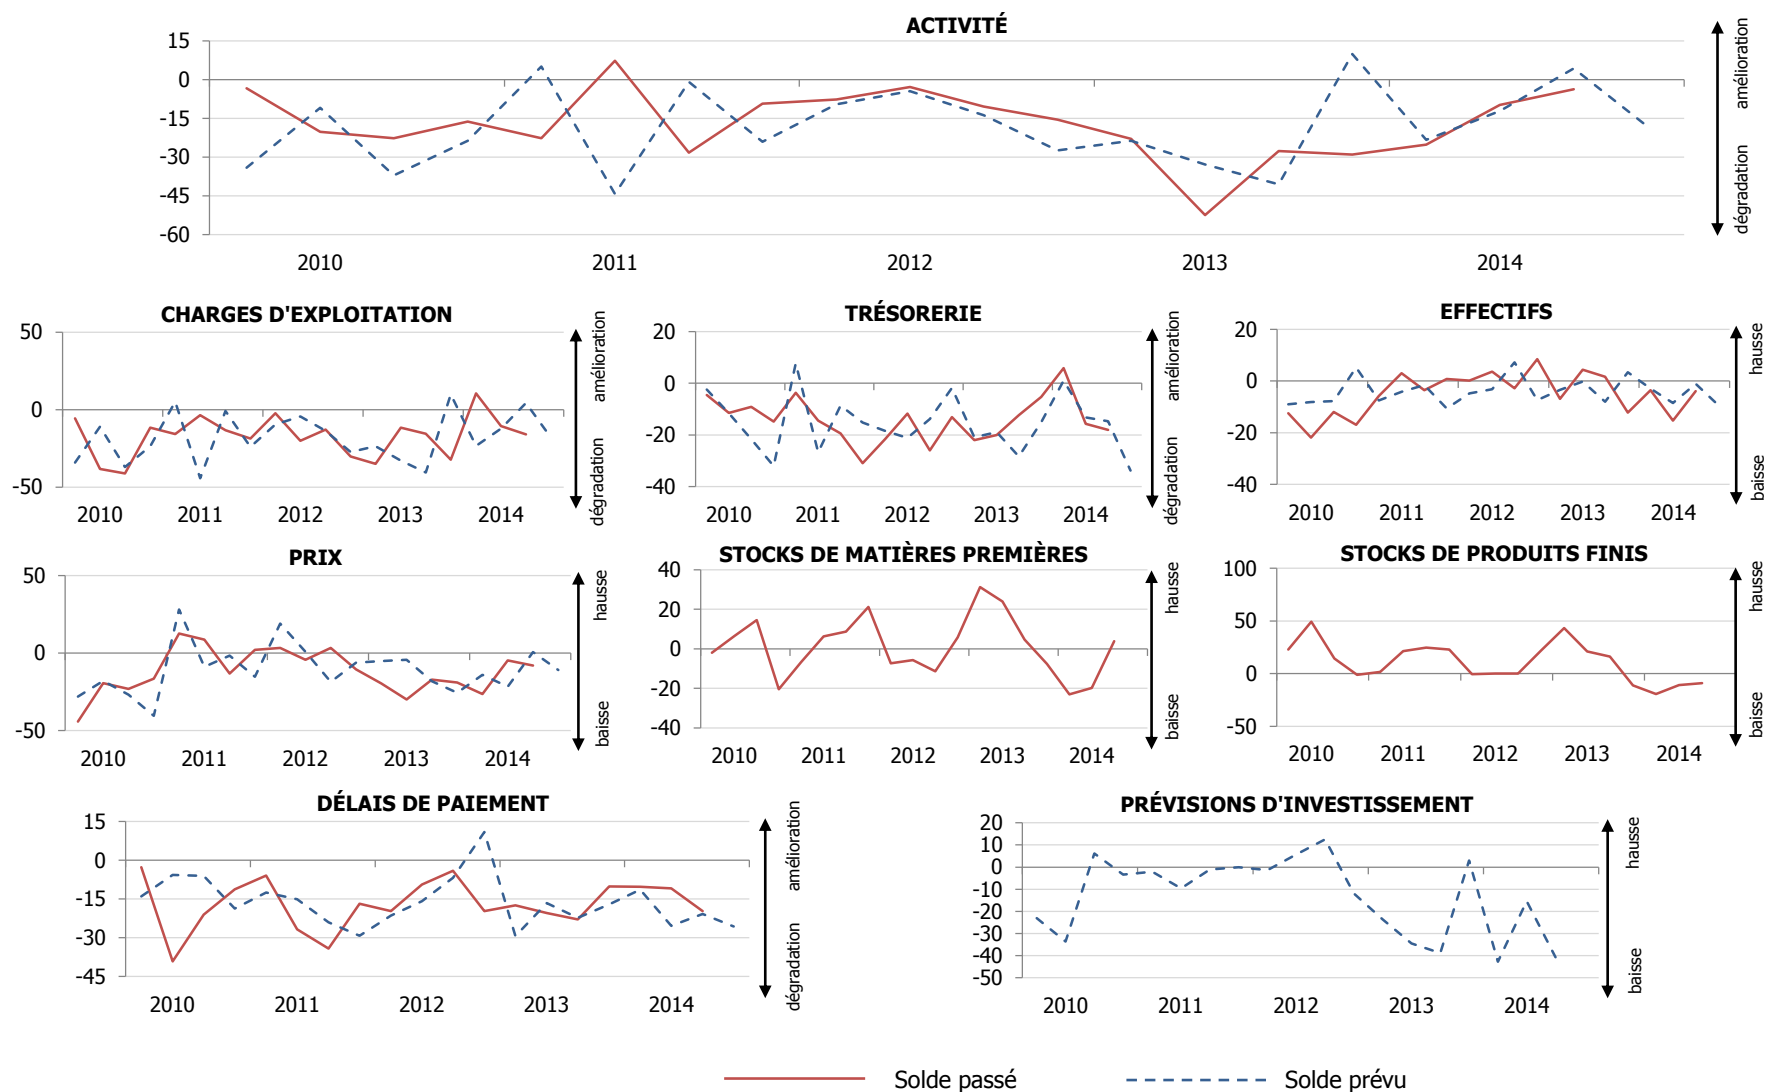 ACTIVITÉ
15
0
-15
-30
-45
-60
2010 2011 2012 2013 2014
amélioration
dégradation
CHARGES D'EXPLOITATION
50
0
-50
2010 2011 2012 2013 2014
amélioration
dégradation
TRÉSORERIE
20
0
-20
-40
2010 2011 2012 2013 2014
amélioration
dégradation
EFFECTIFS
20
0
-20
-40
2010 2011 2012 2013 2014
hausse
baisse
PRIX
50
0
-50
2010 2011 2012 2013 2014
hausse
baisse
STOCKS DE MATIÈRES PREMIÈRES
40
20
0
-20
-40
2010 2011 2012 2013 2014
hausse
baisse
STOCKS DE PRODUITS FINIS
100
50
0
-50
2010 2011 2012 2013 2014
hausse
baisse
DÉLAIS DE PAIEMENT
15
0
-15
-30
-45
2010 2011 2012 2013 2014
amélioration
dégradation
PRÉVISIONS D'INVESTISSEMENT
20
10
0
-10
-20
-30
-40
-50
2010 2011 2012 2013 2014
hausse
baisse
Solde passé Solde prévu